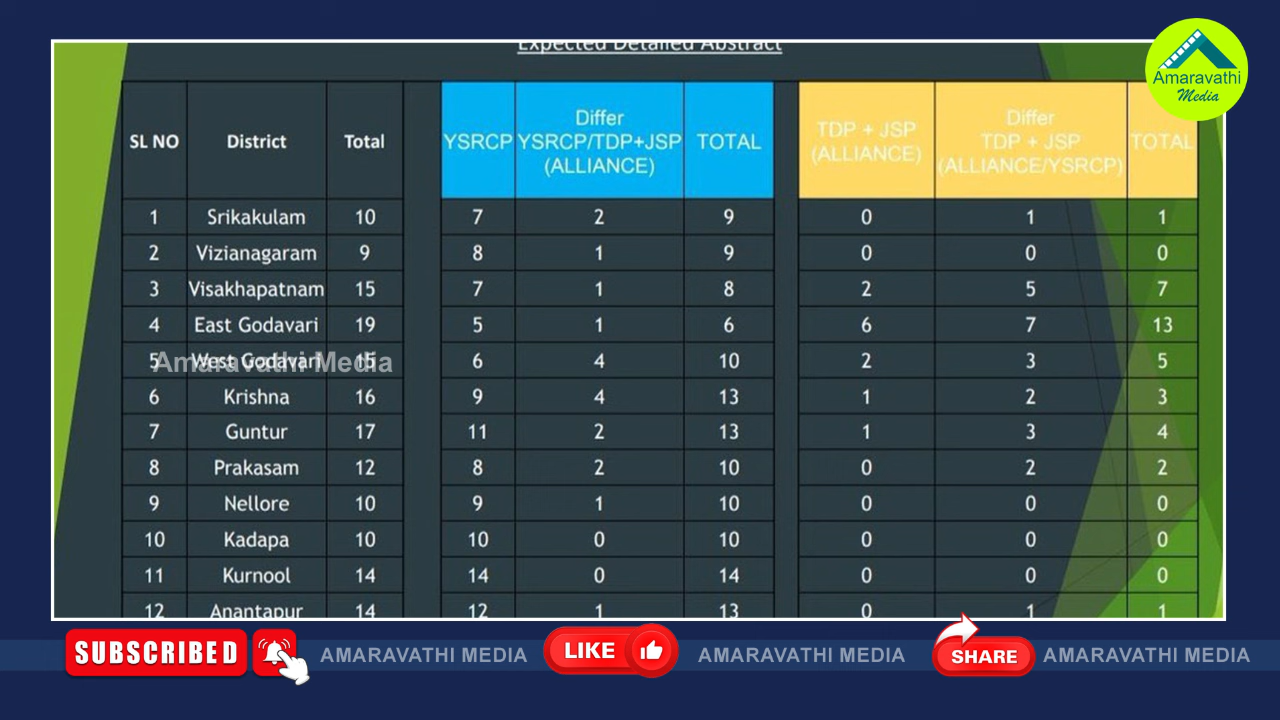 Expected Detailed Abstract
Amaravathi
Media
SL NO District Total YSRCP Differ YSRCP/TDP+JSP (ALLIANCE) TOTAL TDP + JSP (ALLIANCE) Differ TDP + JSP (ALLIANCE/YSRCP) TOTAL
1 Srikakulam 10 7 2 9 0 1 1
2 Vizianagaram 9 8 1 9 0 0 0
3 Visakhapatnam 15 7 1 8 2 5 7
4 East Godavari 19 5 1 6 6 7 13
5 West Godavari 15 6 4 10 2 3 5
Amaravathi Media
6 Krishna 16 9 4 13 1 2 3
7 Guntur 17 11 2 13 1 3 4
8 Prakasam 12 8 2 10 0 2 2
9 Nellore 10 9 1 10 0 0 0
10 Kadapa 10 10 0 10 0 0 0
11 Kurnool 14 14 0 14 0 0 0
12 Anantapur 14 12 1 13 0 1 1
SUBSCRIBED AMARAVATHI MEDIA LIKE AMARAVATHI MEDIA SHARE AMARAVATHI MEDIA